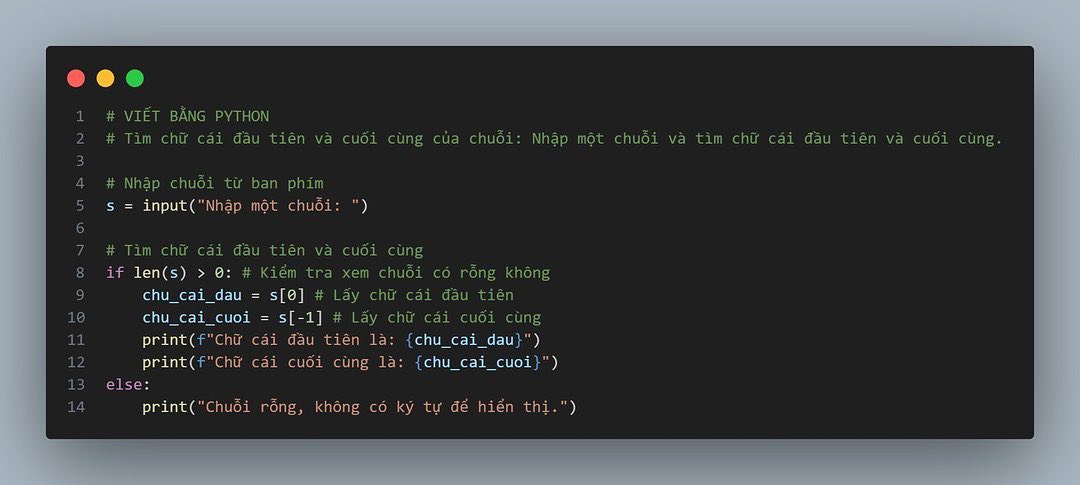 1 # VIẾT BẰNG PYTHON
2 # Tìm chữ cái đầu tiên và cuối cùng của chuỗi: Nhập một chuỗi và tìm chữ cái đầu tiên và cuối cùng.
3
4 # Nhập chuỗi từ ban phím
5 s = input("Nhập một chuỗi: ")
6
7 # Tìm chữ cái đầu tiên và cuối cùng
8 if len(s) > 0: # Kiểm tra xem chuỗi có rỗng không
9     chu_cai_dau = s[0] # Lấy chữ cái đầu tiên
10     chu_cai_cuoi = s[-1] # Lấy chữ cái cuối cùng
11     print(f"Chữ cái đầu tiên là: {chu_cai_dau}")
12     print(f"Chữ cái cuối cùng là: {chu_cai_cuoi}")
13 else:
14     print("Chuỗi rỗng, không có ký tự để hiển thị.")